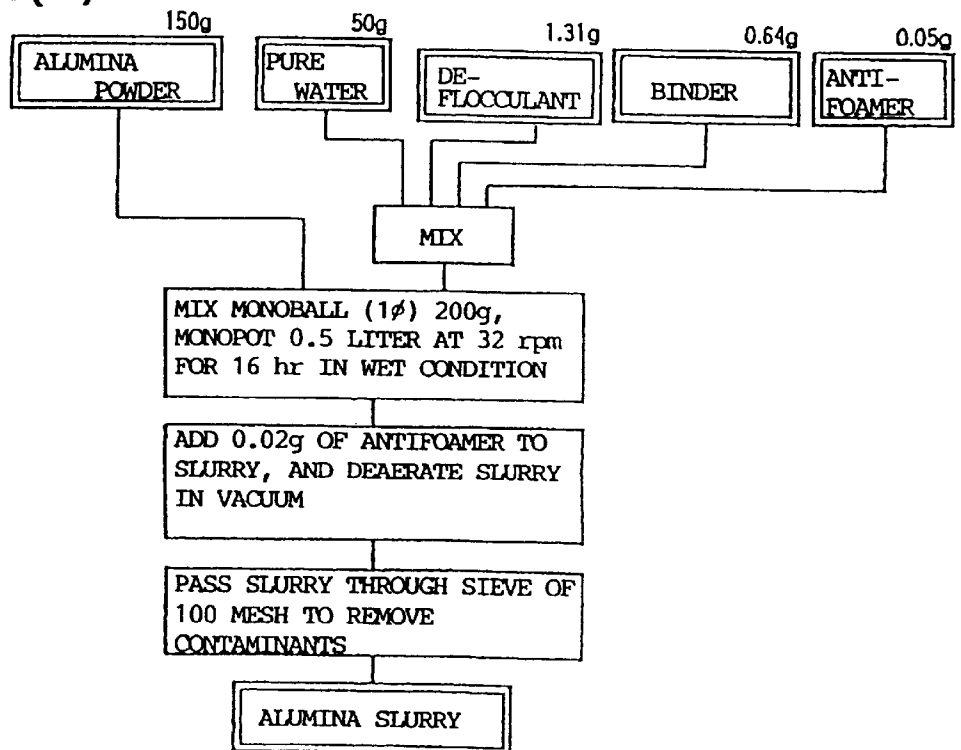 150g
ALUMINA
POWDER
50g
PURE
WATER
1.31g
DE-
FLOCCULANT
0.64g
BINDER
0.05g
ANTI-
FOAMER
MIX
MIX MONOBALL (1ø) 200g,
MONOPOT 0.5 LITER AT 32 rpm
FOR 16 hr IN WET CONDITION
ADD 0.02g OF ANTIFOAMER TO
SLURRY, AND DEAERATE SLURRY
IN VACUUM
PASS SLURRY THROUGH SIEVE OF
100 MESH TO REMOVE
CONTAMINANTS
ALUMINA SLURRY